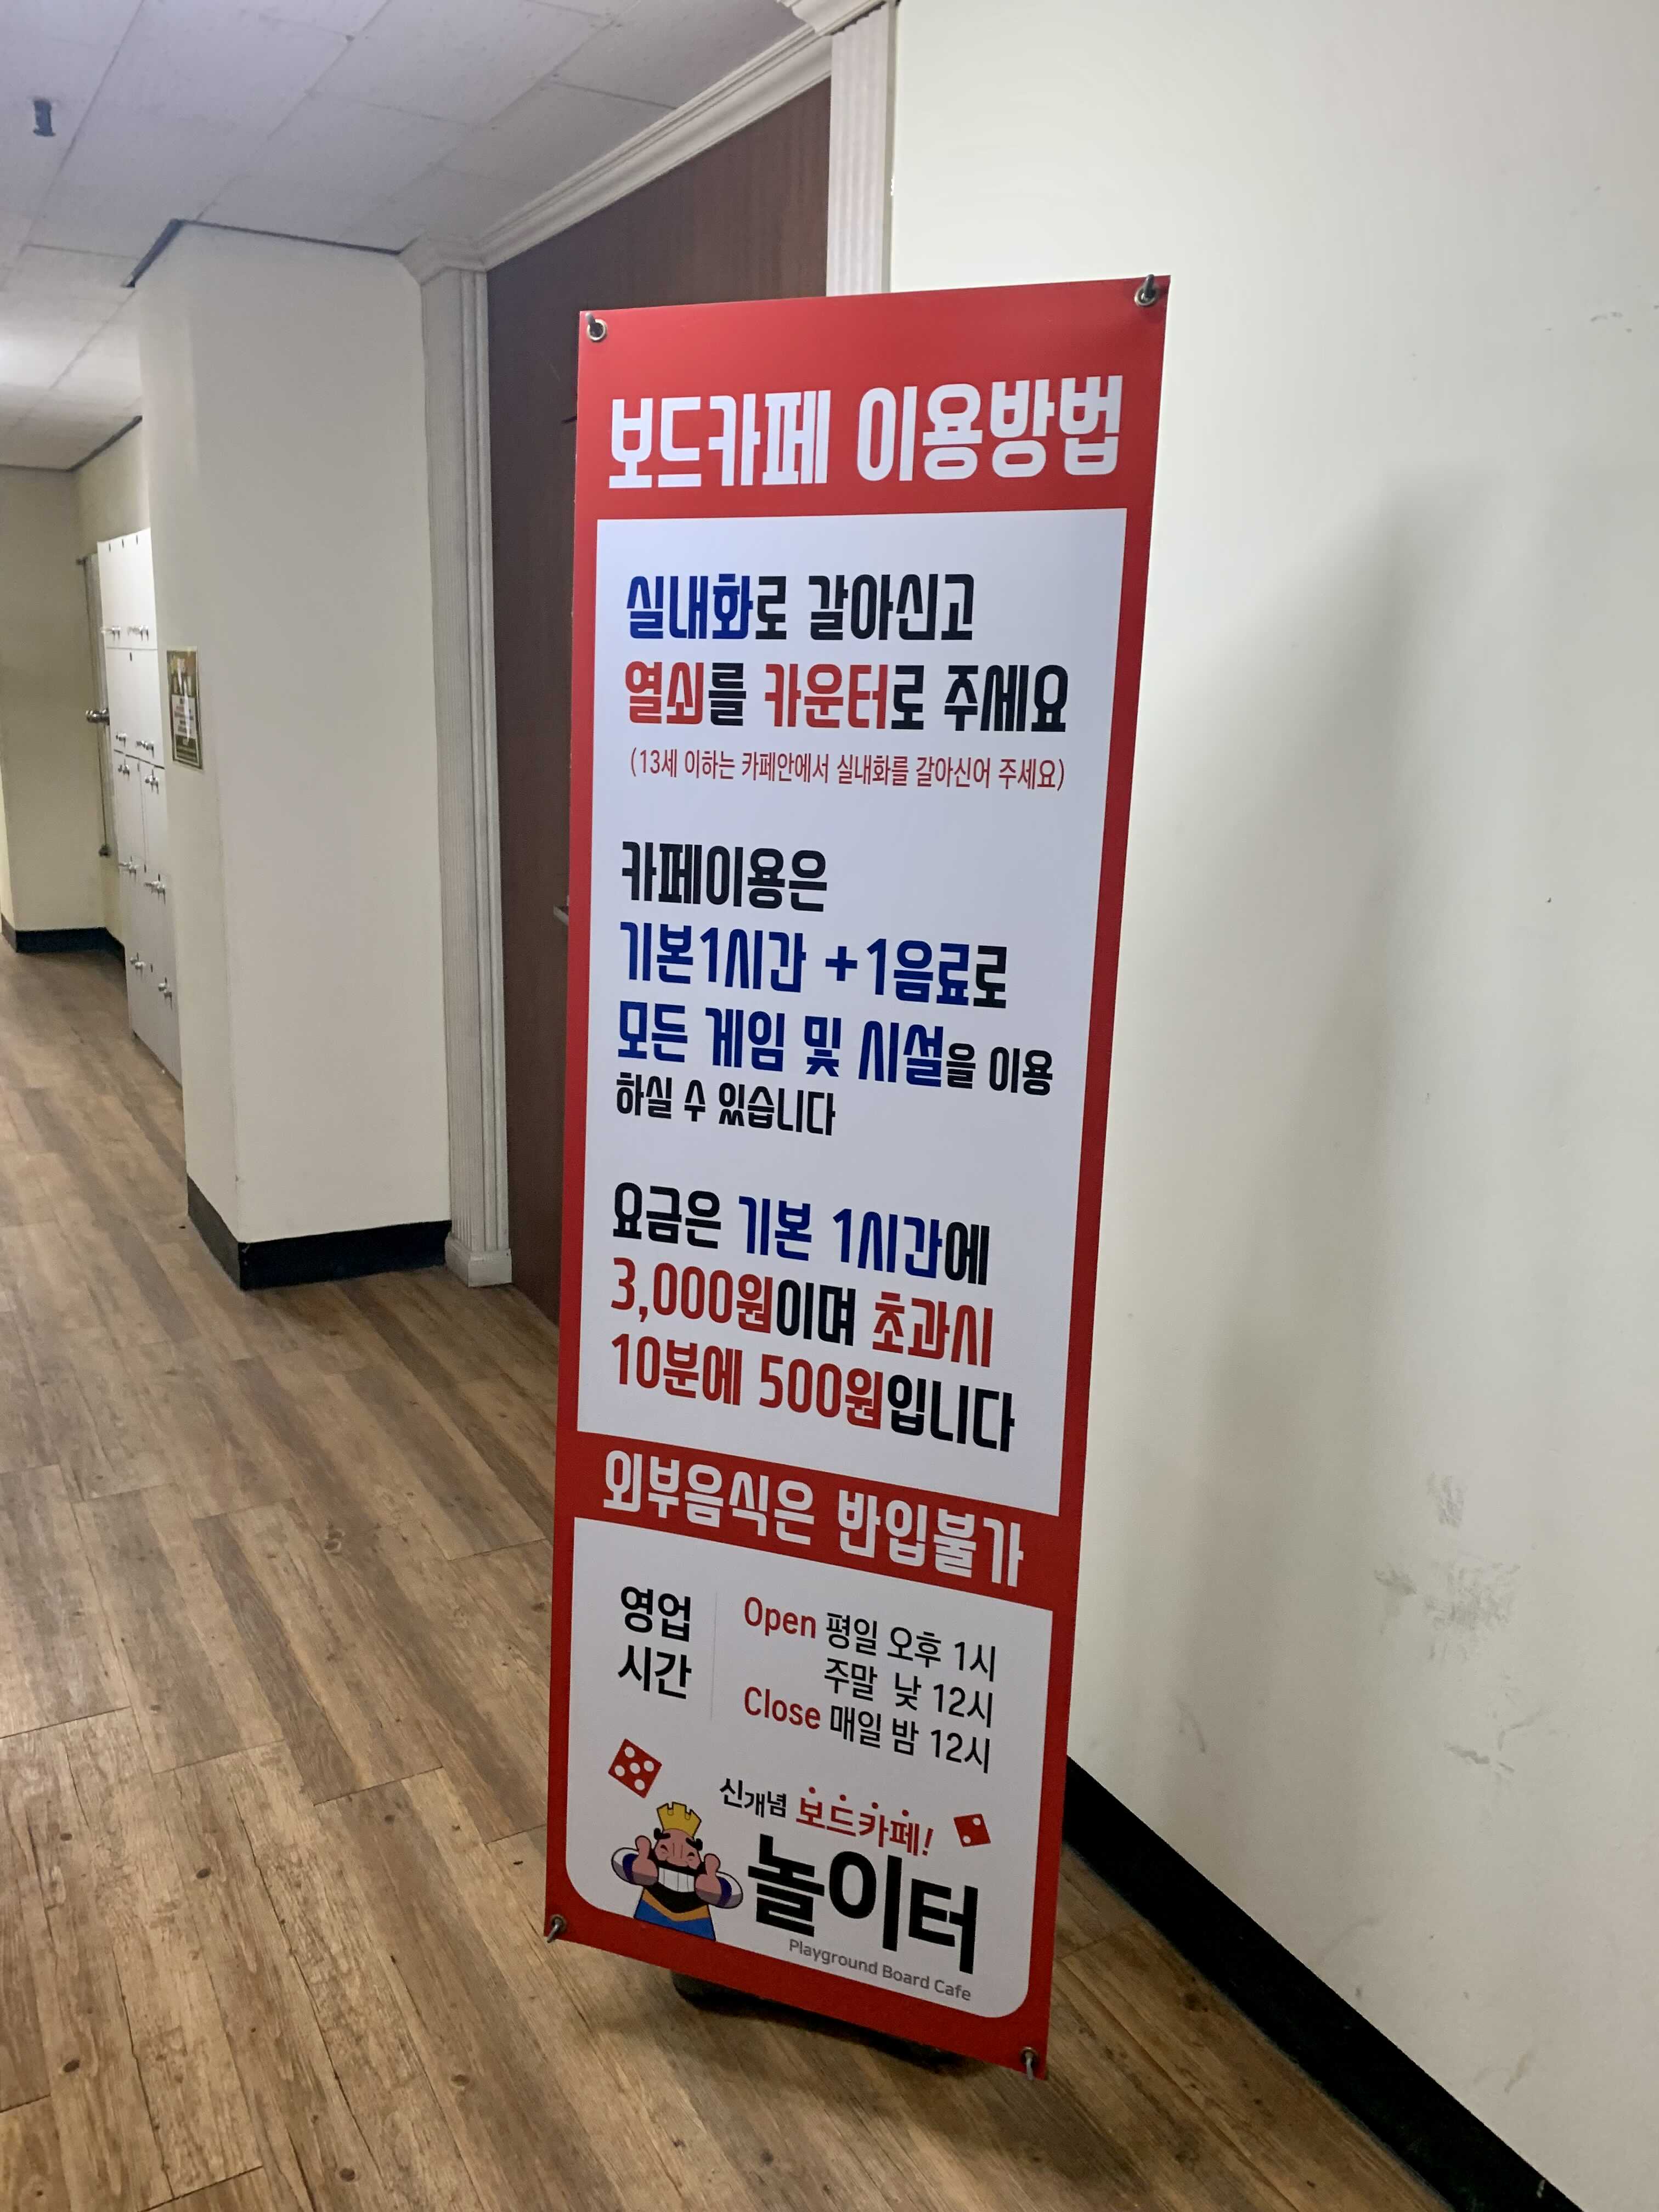 보드카페 이용방법
실내화로 갈아신고
열쇠를 카운터로 주세요
(13세 이하는 카페안에서 실내화를 갈아신어 주세요)
카페이용은
기본1시간 +1음료로
모든 게임 및 시설을 이용
하실 수 있습니다
요금은 기본 1시간에
3,000원이며 초과시
10분에 500원입니다
외부음식은 반입불가
영업
시간
Open 평일 오후 1시
주말 낮 12시
Close 매일 밤 12시
신개념 보드카페!
놀이터
Playground Board Cafe